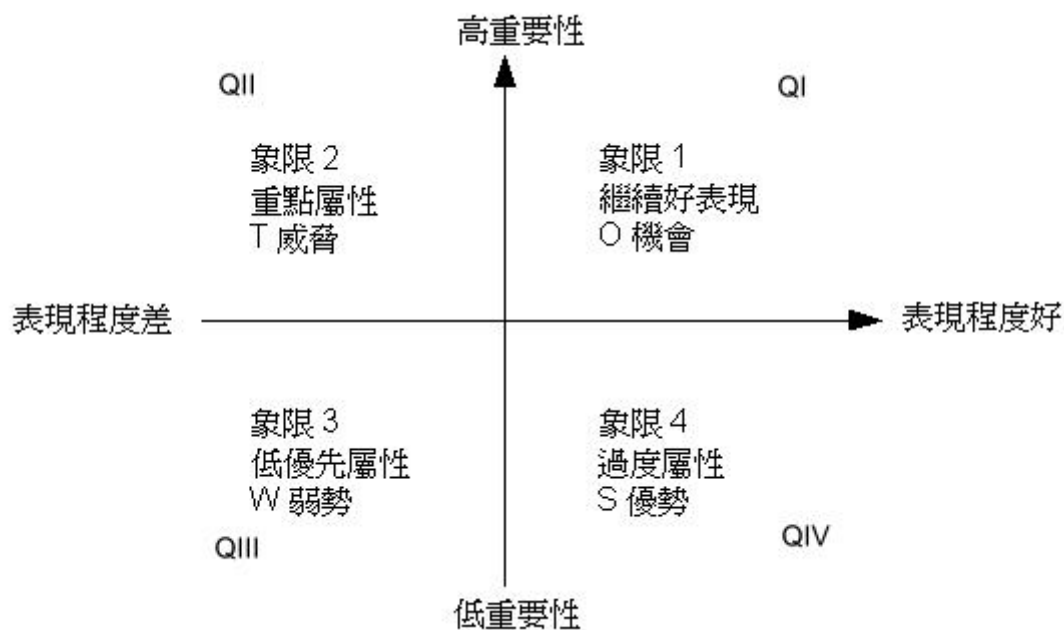 高重要性
QII
QI
象限 2
重點屬性
T 威脅
象限 1
繼續好表現
O 機會
表現程度差
表現程度好
象限 3
低優先屬性
W 弱勢
象限 4
過度屬性
S 優勢
QIII
QIV
低重要性